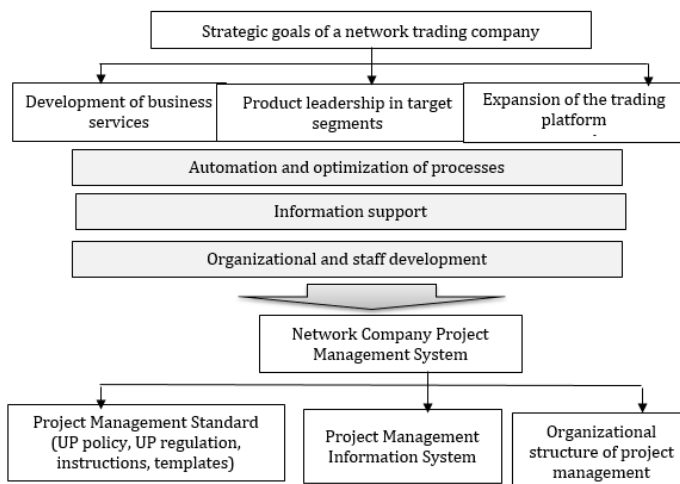 Strategic goals of a network trading company
Development of business
services
Product leadership in target
segments
Expansion of the trading
platform
Automation and optimization of processes
Information support
Organizational and staff development
Network Company Project
Management System
Project Management Standard
(UP policy, UP regulation,
instructions, templates)
Project Management
Information System
Organizational
structure of project
management